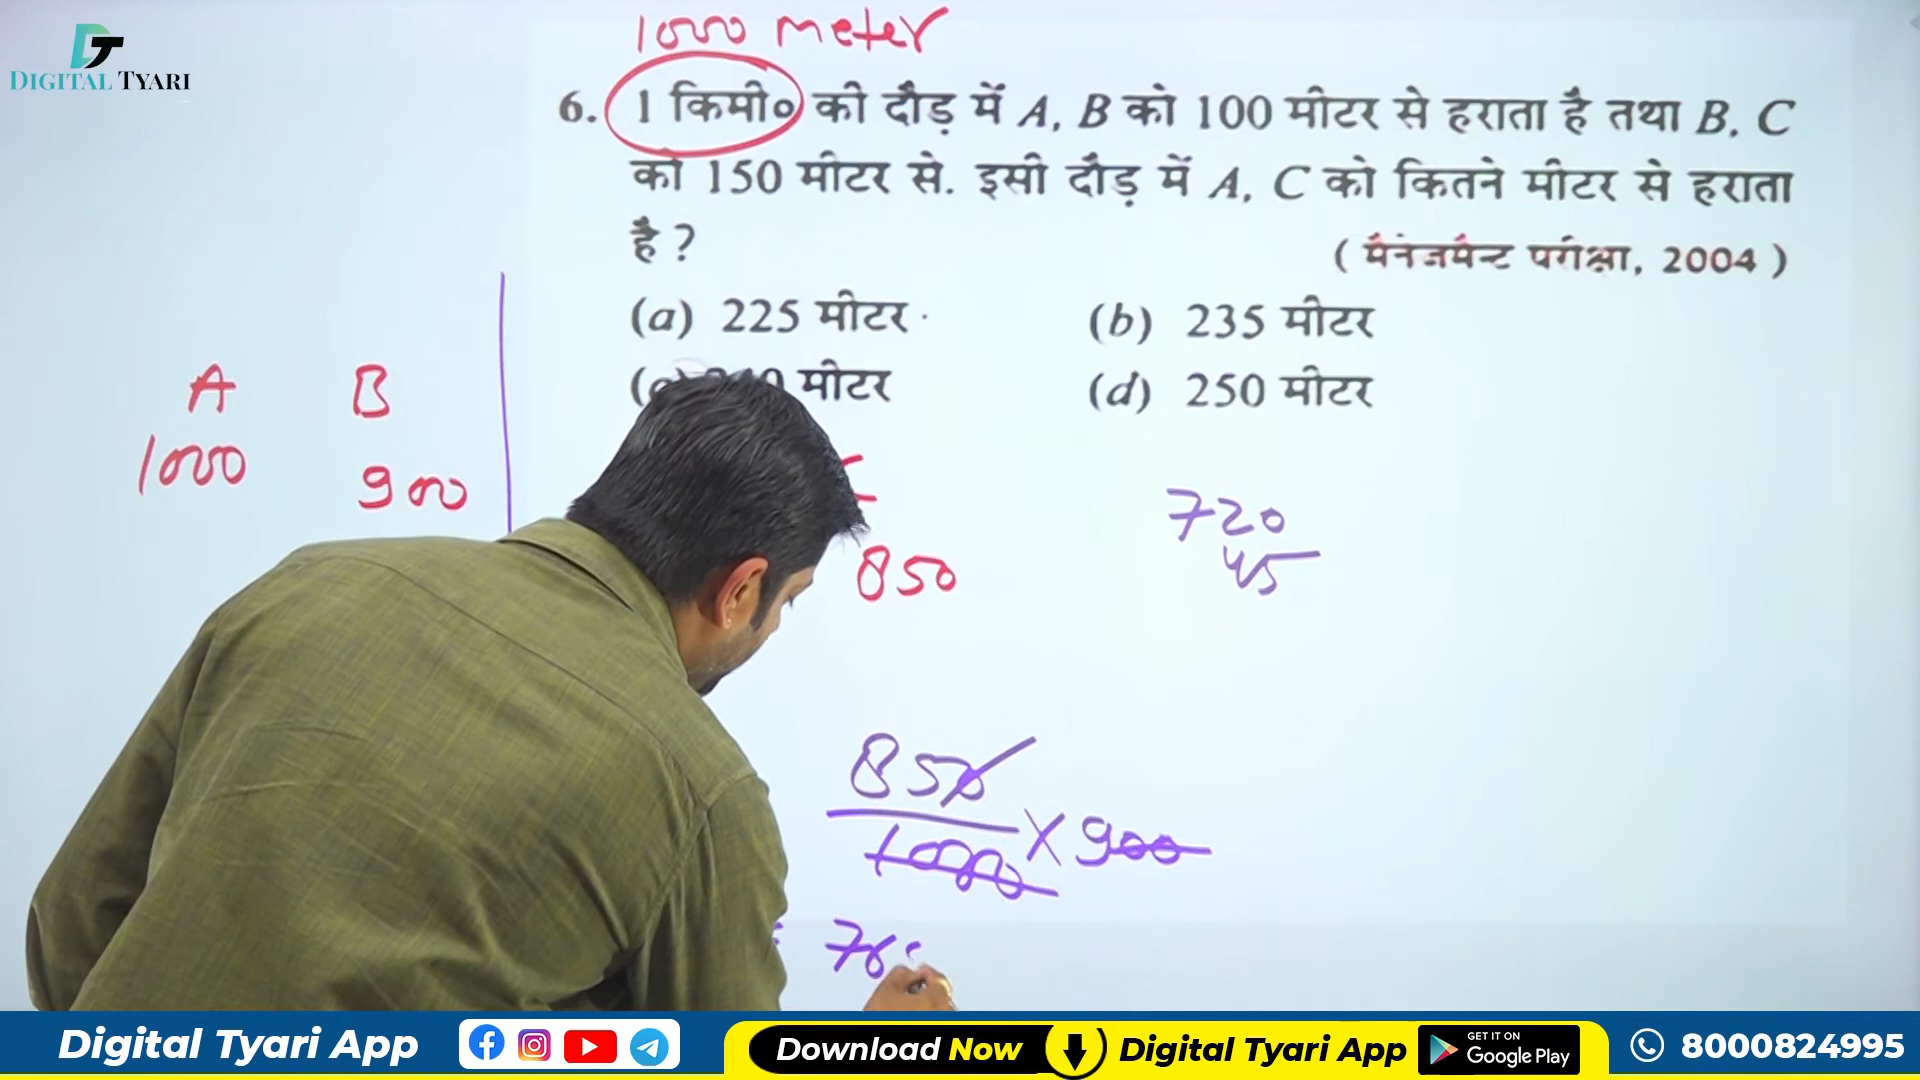 DT
DIGITAL TYARI
1000 meter
6. 1 किमी० की दौड़ में A, B को 100 मीटर से हराता है तथा B, C
को 150 मीटर से. इसी दौड़ में A, C को कितने मीटर से हराता
है ?
( मैनेजमेन्ट परीक्षा, 2004 )
(a) 225 मीटर
(b) 235 मीटर
मीटर
(d) 250 मीटर
A B
1000 900
850
720
45
850
1000 × 900
= 76
Digital Tyari App
Download Now
Digital Tyari App
GET IT ON
Google Play
8000824995